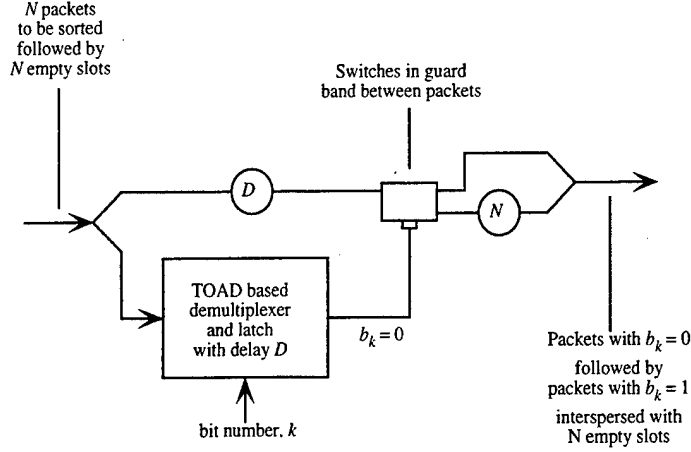 N packets
to be sorted
followed by
N empty slots
Switches in guard
band between packets
D
N
TOAD based
demultiplexer
and latch
with delay D
b_k = 0
bit number, k
Packets with b_k = 0
followed by
packets with b_k = 1
interspersed with
N empty slots